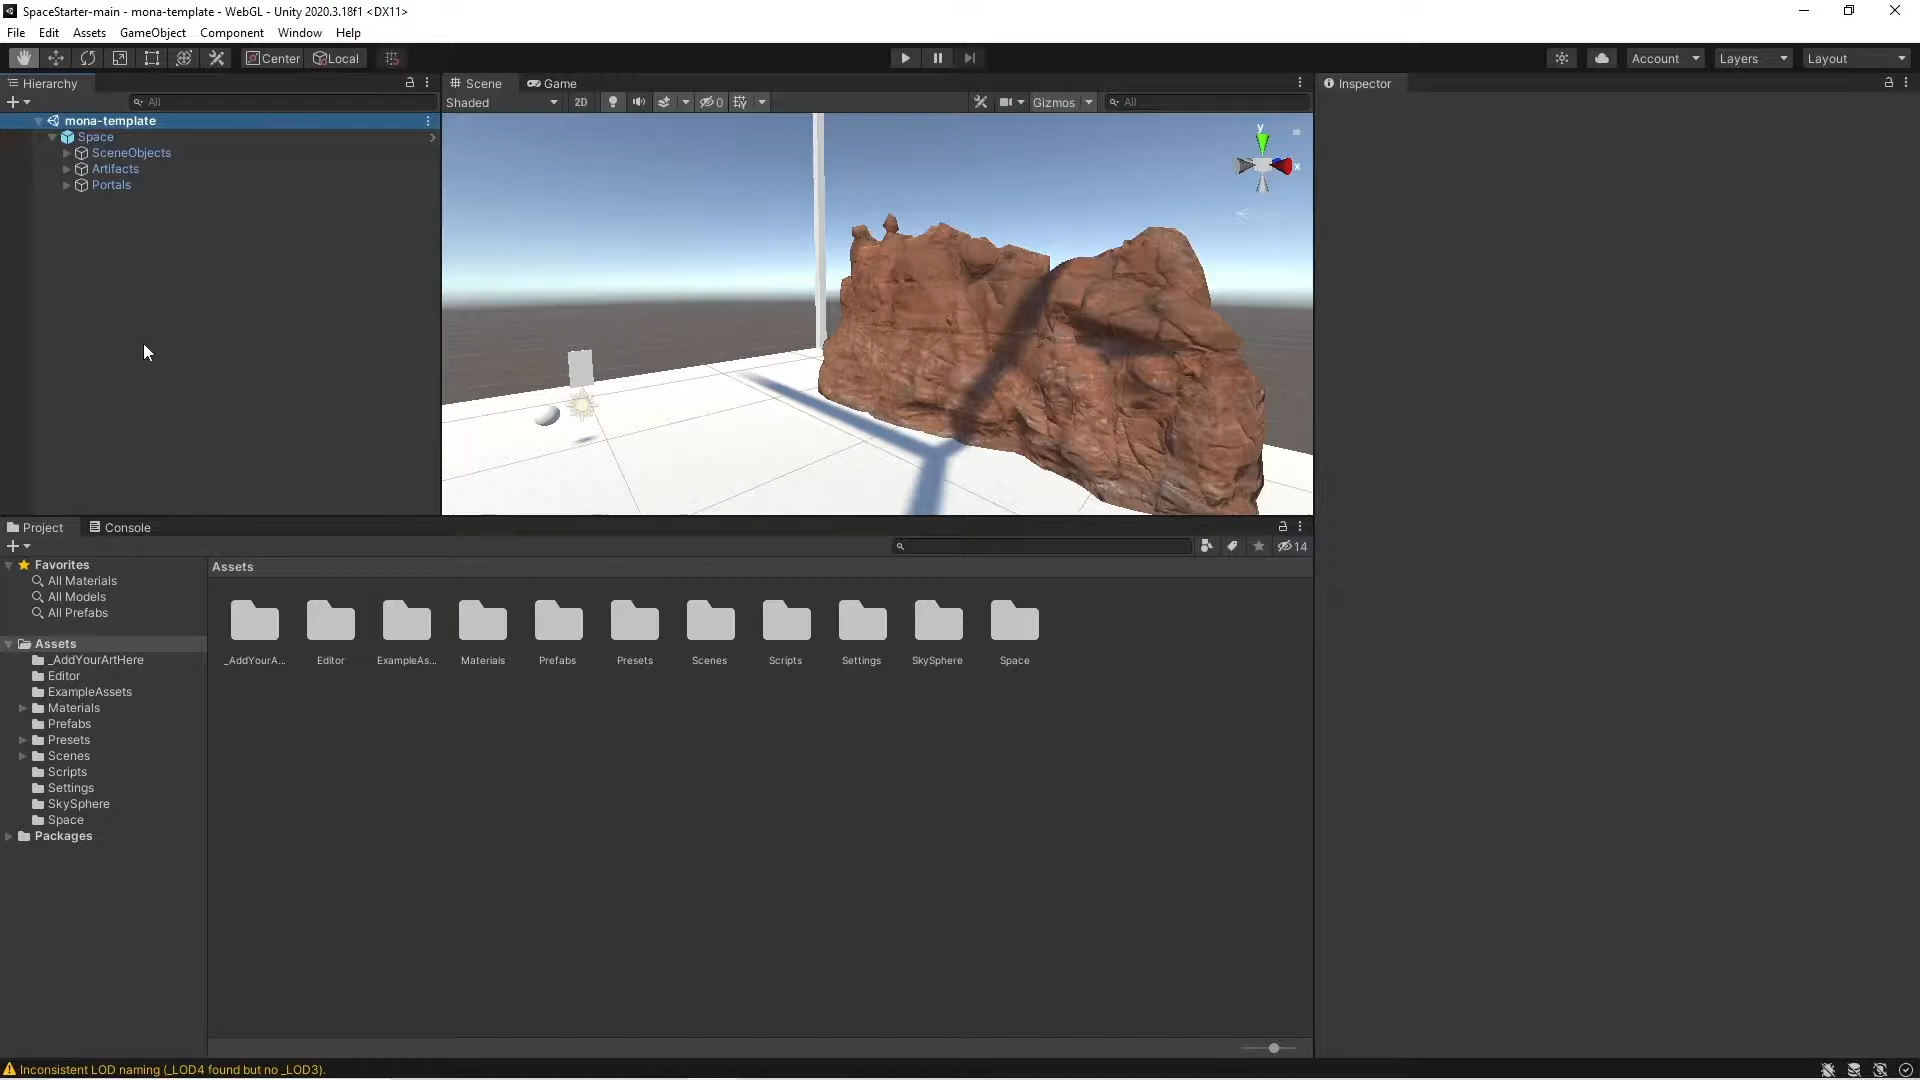 SpaceStarter-main - mona-template - WebGL - Unity 2020.3.18f1 <DX11>
File Edit Assets GameObject Component Window Help
Center Local Account Layers Layout
Hierarchy
All
mona-template
Space
SceneObjects
Artifacts
Portals
Scene Game
Shaded 2D 0 Gizmos All
y
x
Inspector
Project Console
14
Favorites
All Materials
All Models
All Prefabs
Assets
_AddYourArtHere
Editor
ExampleAssets
Materials
Prefabs
Presets
Scenes
Scripts
Settings
SkySphere
Space
Packages
Assets
_AddYourA... Editor ExampleAs... Materials Prefabs Presets Scenes Scripts Settings SkySphere Space
Inconsistent LOD naming (_LOD4 found but no _LOD3).